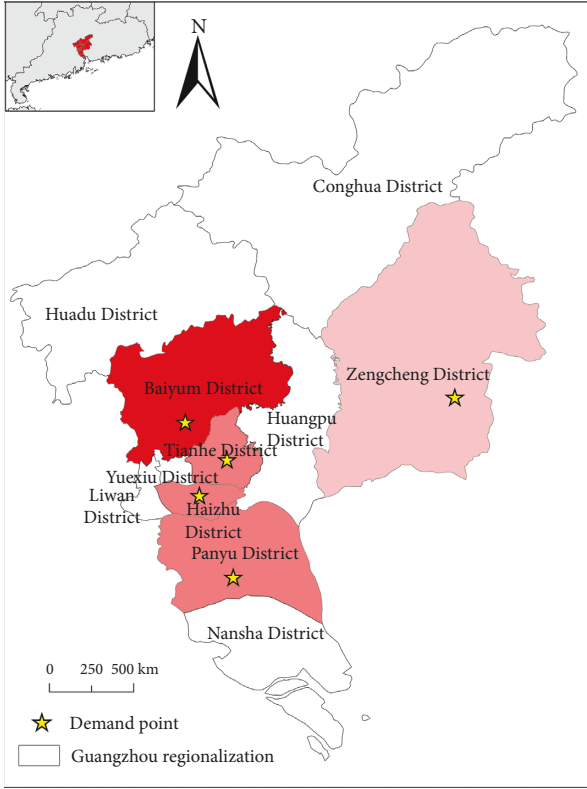 N
Conghua District
Huadu District
Zengcheng District
Baiyum District
Huangpu
District
Tianhe District
Yuexiu District
Liwan
District
Haizhu
District
Panyu District
Nansha District
0 250 500 km
Demand point
Guangzhou regionalization